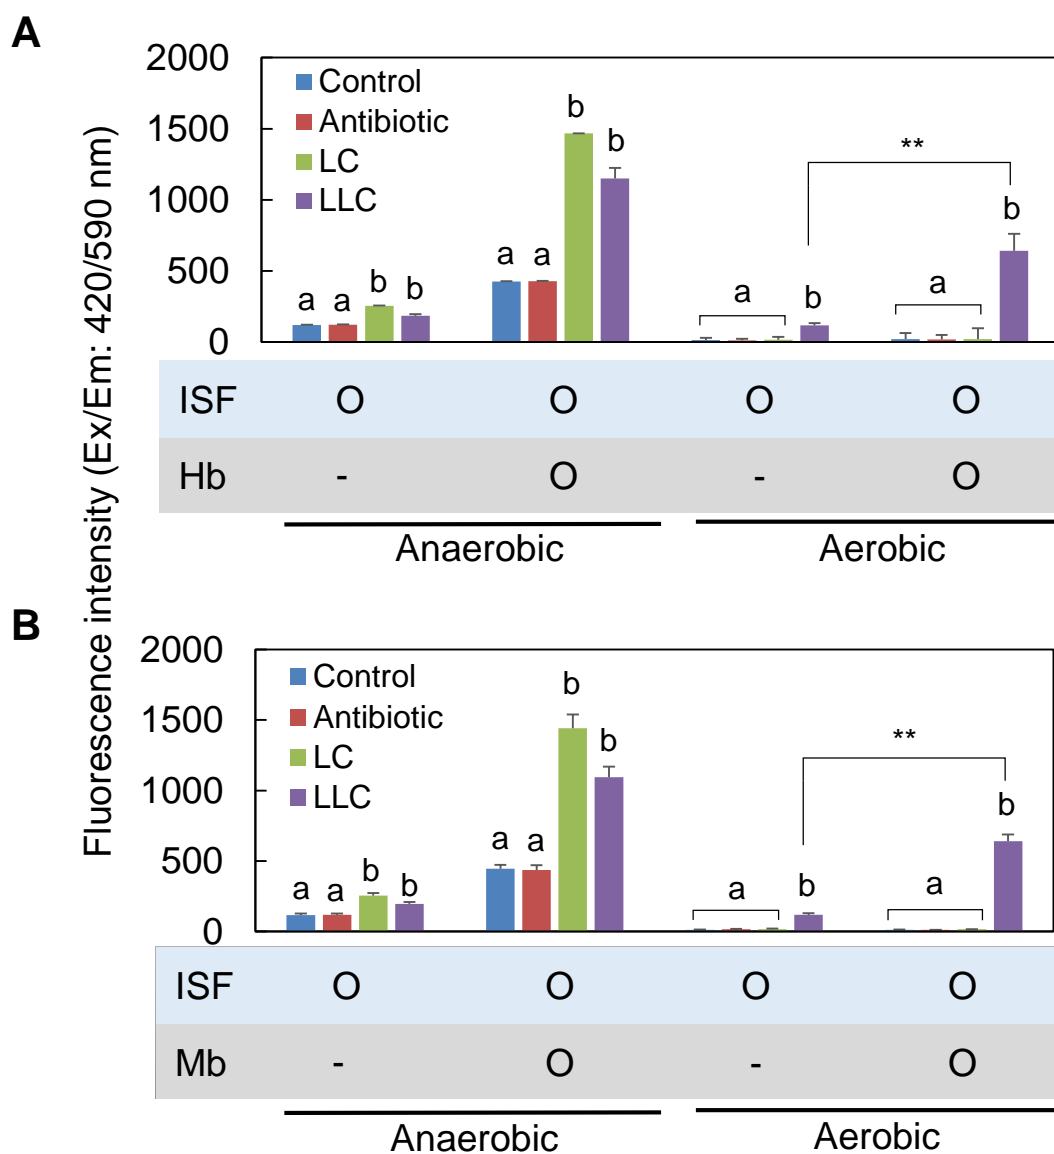 A
Fluorescence intensity (Ex/Em: 420/590 nm)
2000
1500
1000
500
0
Control
Antibiotic
LC
LLC
a a b b
a a b b
a b
a b
**
ISF O O O O
Hb - O - O
Anaerobic Aerobic
B
2000
1500
1000
500
0
Control
Antibiotic
LC
LLC
a a b b
a a b b
a b
a b
**
ISF O O O O
Mb - O - O
Anaerobic Aerobic